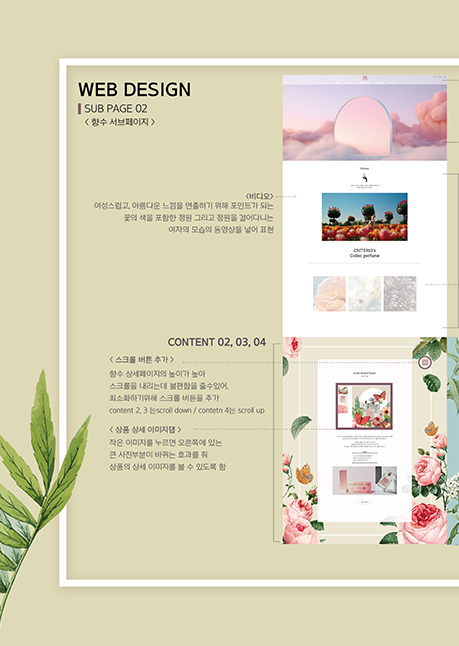 WEB DESIGN
SUB PAGE 02
< 향수 서브페이지 >
<비디오>
여성스럽고, 아름다운 느낌을 연출하기 위해 포인트가 되는
꽃의 색을 포함한 정원 그리고 정원을 걸어다니는
여자의 모습의 동영상을 넣어 표현
CRITERIO's
Collec perfume
CONTENT 02, 03, 04
< 스크롤 버튼 추가 >
향수 상세페이지의 높이가 높아
스크롤을 내리는데 불편함을 줄수있어,
최소화하기위해 스크롤 버튼을 추가
content 2, 3 는scroll down / contetn 4는 scroll up
< 상품 상세 이미지탭 >
작은 이미지를 누르면 오른쪽에 있는
큰 사진부분이 바뀌는 효과를 줘
상품의 상세 이미지를 볼 수 있도록 함